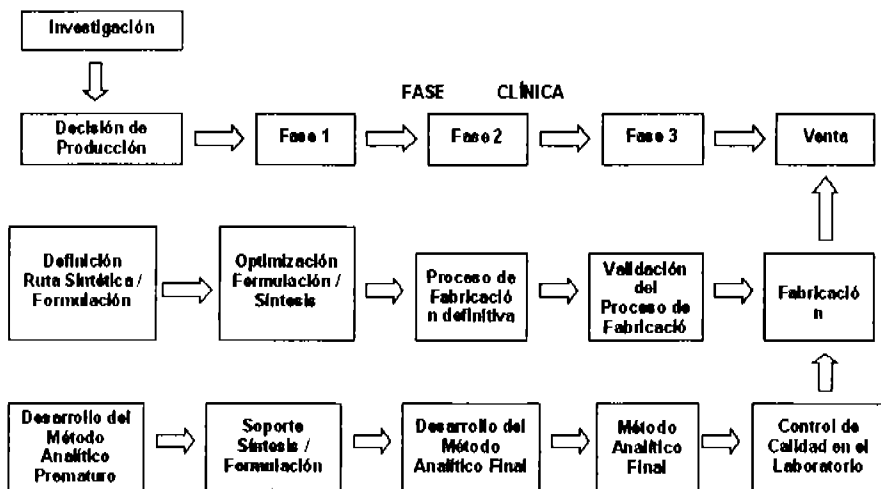 Investigación
FASE CLÍNICA
Decisión de
Producción
Fase 1
Fase 2
Fase 3
Venta
Definición
Ruta Sintética /
Formulación
Optimización
Formulación /
Síntesis
Proceso de
Fabricació
n definitiva
Validación
del
Proceso de
Fabricació
Fabricació
n
Desarrollo del
Método
Analítico
Prematuro
Soporte
Síntesis /
Formulación
Desarrollo del
Método
Analítico Final
Método
Analítico
Final
Control de
Calidad en el
Laboratorio